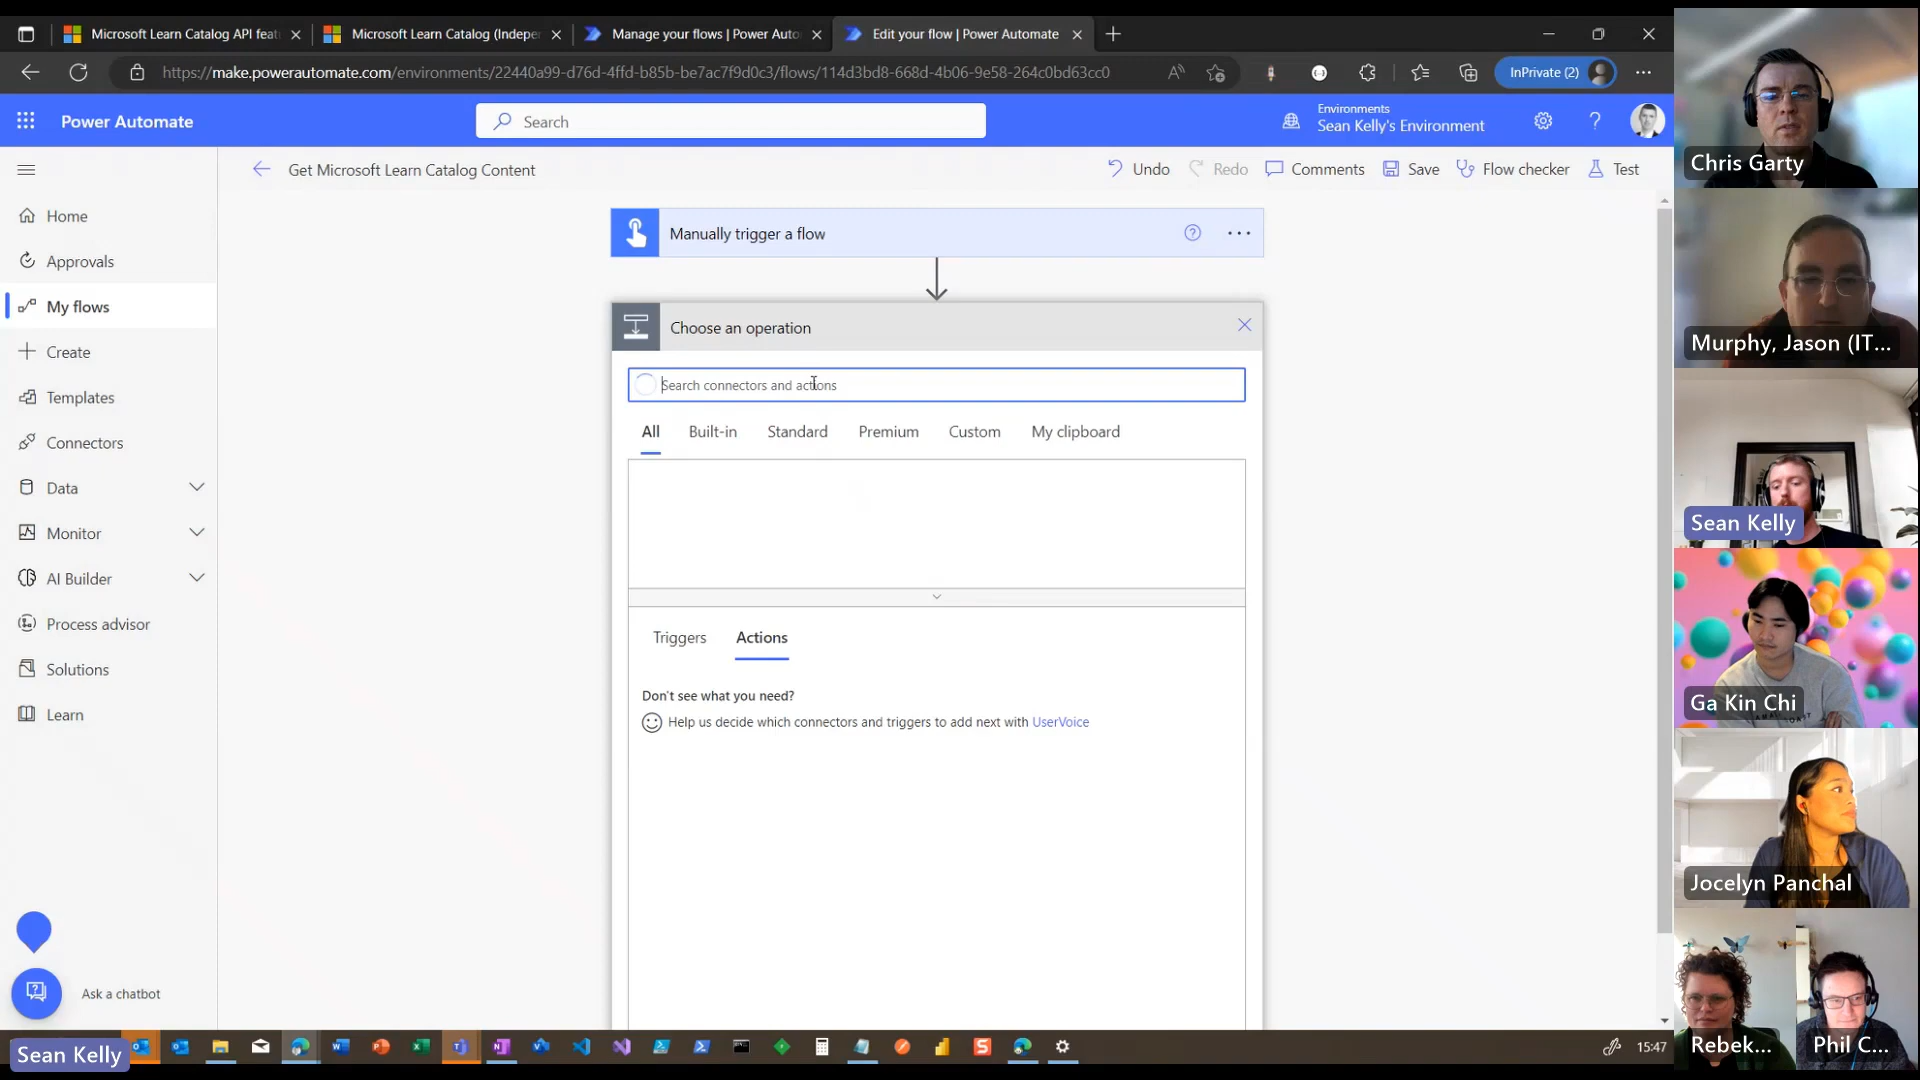 Microsoft Learn Catalog API feat
Microsoft Learn Catalog (Indepe
Manage your flows | Power Auto
Edit your flow | Power Automate
https://make.powerautomate.com/environments/22440a99-d76d-4ffd-b85b-be7ac7f9d0c3/flows/114d3bd8-668d-4b06-9e58-264c0bd63cc0
InPrivate (2)
Power Automate
Search
Environments
Sean Kelly's Environment
Get Microsoft Learn Catalog Content
Undo
Redo
Comments
Save
Flow checker
Test
Home
Approvals
My flows
Create
Templates
Connectors
Data
Monitor
AI Builder
Process advisor
Solutions
Learn
Ask a chatbot
Manually trigger a flow
Choose an operation
Search connectors and actions
All
Built-in
Standard
Premium
Custom
My clipboard
Triggers
Actions
Don't see what you need?
Help us decide which connectors and triggers to add next with UserVoice
Chris Garty
Murphy, Jason (IT...
Sean Kelly
Ga Kin Chi
Jocelyn Panchal
Rebek...
Phil C...
Sean Kelly
15:47